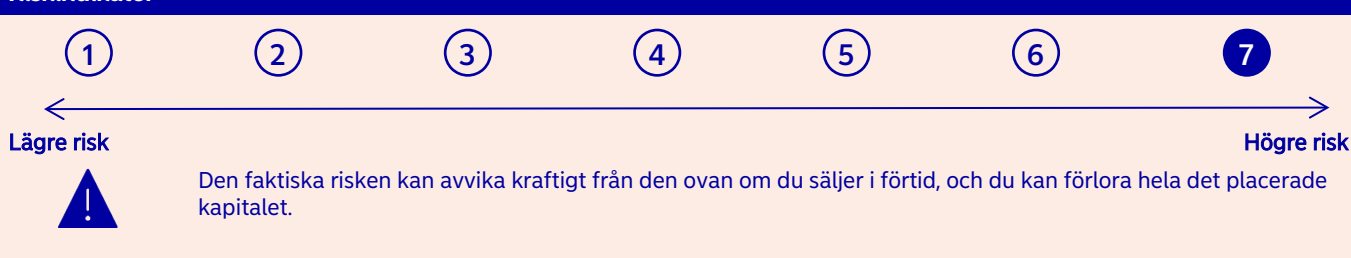 1 2 3 4 5 6 7
Lägre risk Högre risk
Den faktiska risken kan avvika kraftigt från den ovan om du säljer i förtid, och du kan förlora hela det placerade
kapitalet.